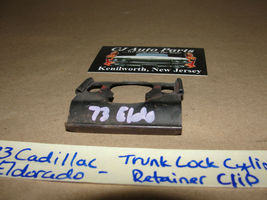 CJ Auto Parts
Kenilworth, New Jersey
73 Eldo
73 Cadillac
Eldorado -
Trunk Lock Cylin
Retainer Clip